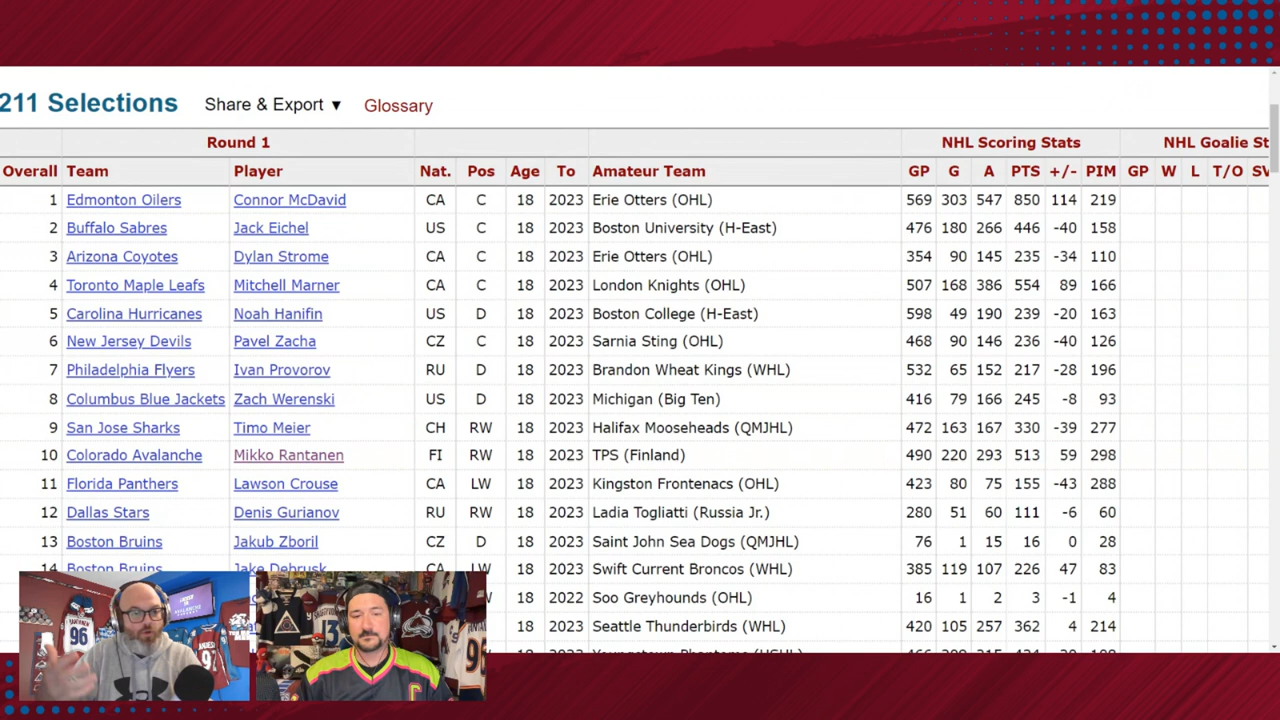 211 Selections Share & Export ▼ Glossary
Round 1 NHL Scoring Stats NHL Goalie St
Overall Team Player Nat. Pos Age To Amateur Team GP G A PTS +/- PIM GP W L T/O SV
1 Edmonton Oilers Connor McDavid CA C 18 2023 Erie Otters (OHL) 569 303 547 850 114 219
2 Buffalo Sabres Jack Eichel US C 18 2023 Boston University (H-East) 476 180 266 446 -40 158
3 Arizona Coyotes Dylan Strome CA C 18 2023 Erie Otters (OHL) 354 90 145 235 -34 110
4 Toronto Maple Leafs Mitchell Marner CA C 18 2023 London Knights (OHL) 507 168 386 554 89 166
5 Carolina Hurricanes Noah Hanifin US D 18 2023 Boston College (H-East) 598 49 190 239 -20 163
6 New Jersey Devils Pavel Zacha CZ C 18 2023 Sarnia Sting (OHL) 468 90 146 236 -40 126
7 Philadelphia Flyers Ivan Provorov RU D 18 2023 Brandon Wheat Kings (WHL) 532 65 152 217 -28 196
8 Columbus Blue Jackets Zach Werenski US D 18 2023 Michigan (Big Ten) 416 79 166 245 -8 93
9 San Jose Sharks Timo Meier CH RW 18 2023 Halifax Mooseheads (QMJHL) 472 163 167 330 -39 277
10 Colorado Avalanche Mikko Rantanen FI RW 18 2023 TPS (Finland) 490 220 293 513 59 298
11 Florida Panthers Lawson Crouse CA LW 18 2023 Kingston Frontenacs (OHL) 423 80 75 155 -43 288
12 Dallas Stars Denis Gurianov RU RW 18 2023 Ladia Togliatti (Russia Jr.) 280 51 60 111 -6 60
13 Boston Bruins Jakub Zboril CZ D 18 2023 Saint John Sea Dogs (QMJHL) 76 1 15 16 0 28
14 Boston Bruins Jake Debrusk CA LW 18 2023 Swift Current Broncos (WHL) 385 119 107 226 47 83
18 2022 Soo Greyhounds (OHL) 16 1 2 3 -1 4
18 2023 Seattle Thunderbirds (WHL) 420 105 257 362 4 214
96
13